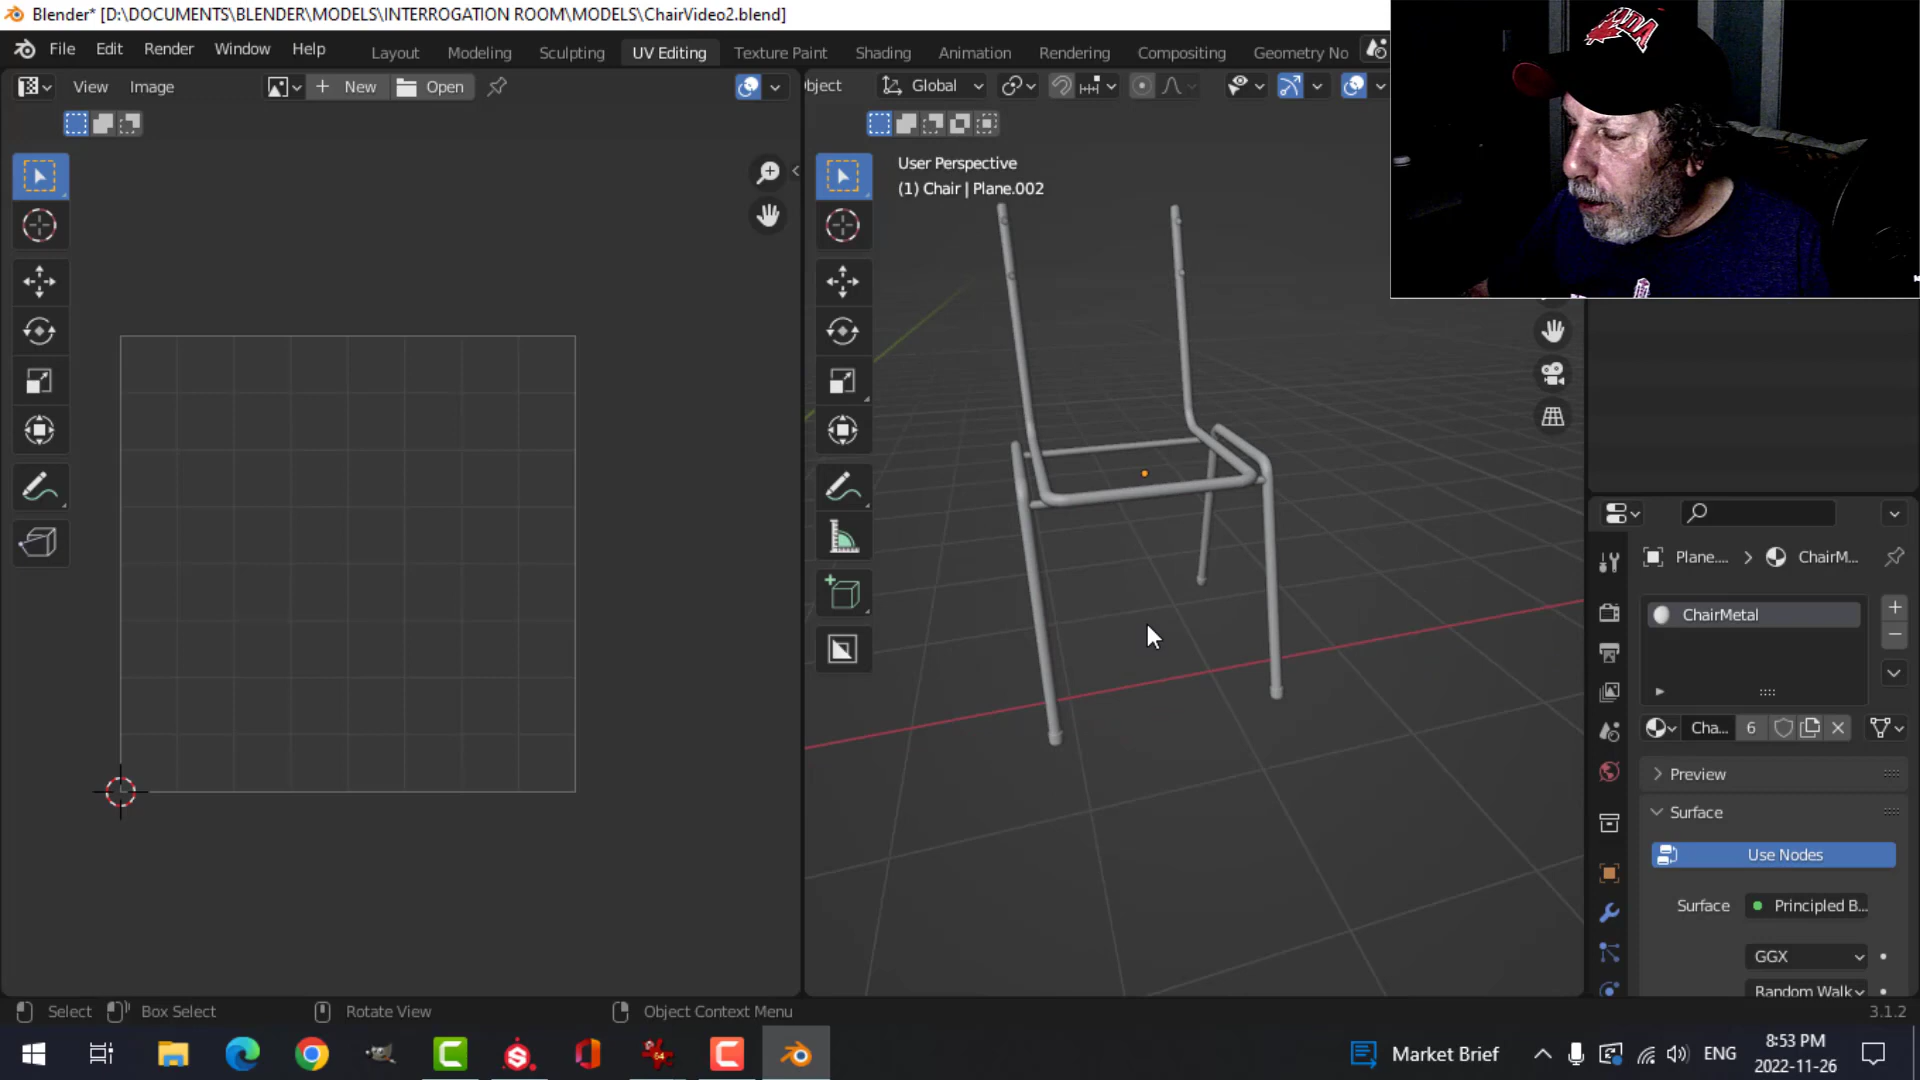 Blender* [D:\DOCUMENTS\BLENDER\MODELS\INTERROGATION ROOM\MODELS\ChairVideo2.blend]
File Edit Render Window Help Layout Modeling Sculpting UV Editing Texture Paint Shading Animation Rendering Compositing Geometry No
View Image New Open bject Global
User Perspective
(1) Chair | Plane.002
Plane.... ChairM...
ChairMetal
Cha... 6
Preview
Surface
Use Nodes
Surface Principled B...
GGX
Random Walk
Select Box Select Rotate View Object Context Menu 3.1.2
Market Brief ENG 8:53 PM
2022-11-26